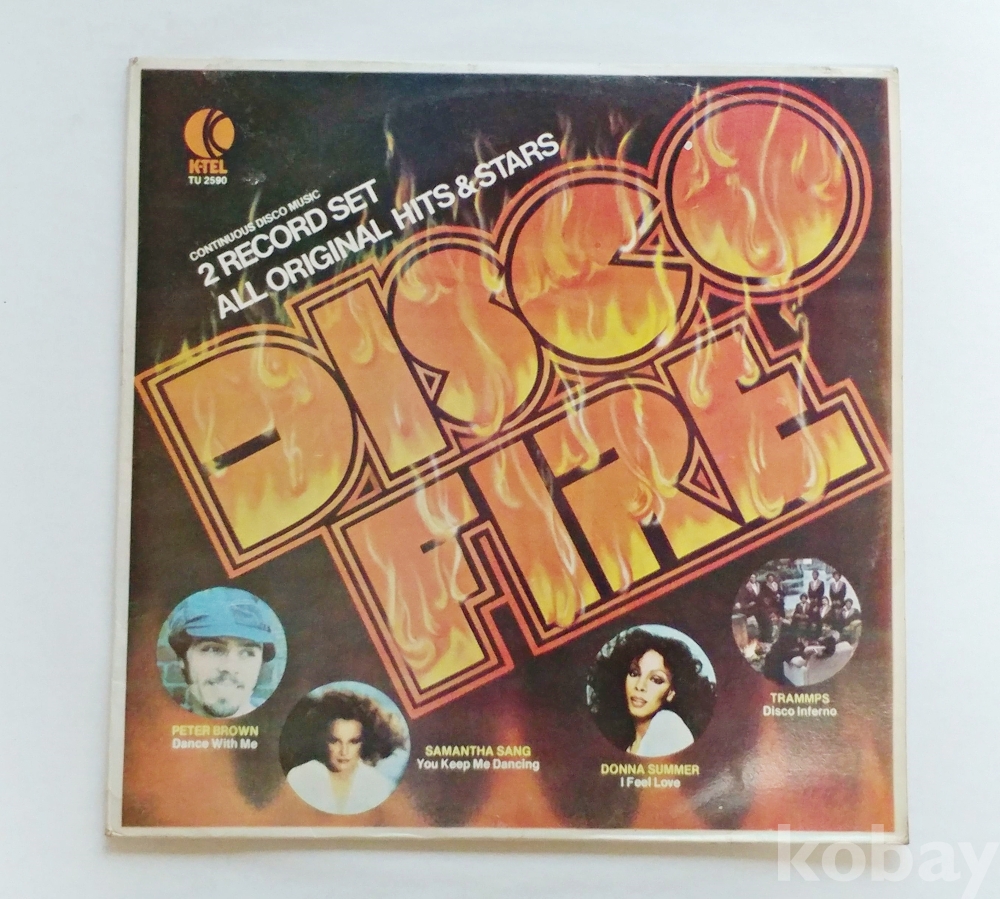 K-TEL
TU 2590
CONTINUOUS DISCO MUSIC
2 RECORD SET
ALL ORIGINAL HITS & STARS
DISCO
FIRE
PETER BROWN
Dance With Me
SAMANTHA SANG
You Keep Me Dancing
DONNA SUMMER
I Feel Love
TRAMMPS
Disco Inferno
kobay